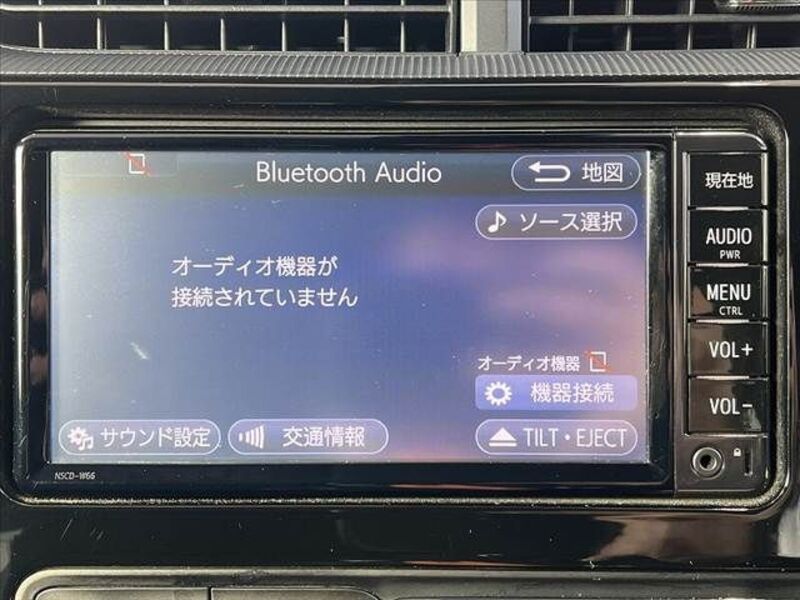 Bluetooth Audio
地図
ソース選択
オーディオ機器が
接続されていません
オーディオ機器
機器接続
サウンド設定
交通情報
TILT・EJECT
NSCD-W66
現在地
AUDIO
PWR
MENU
CTRL
VOL+
VOL-